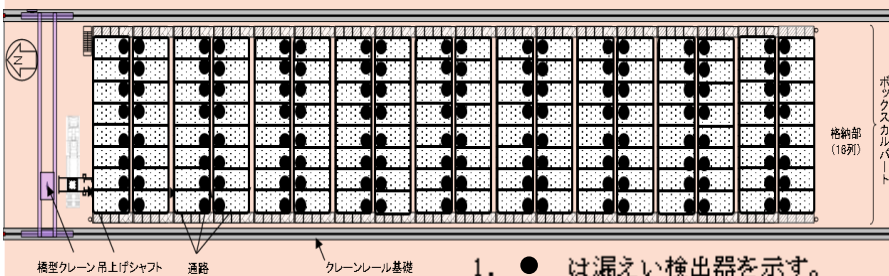 N
格納部
(16列)
ボックスカルバート
橋型クレーン 吊上げシャフト 通路 クレーンレール基礎
1. ● は漏えい検出器を示す。